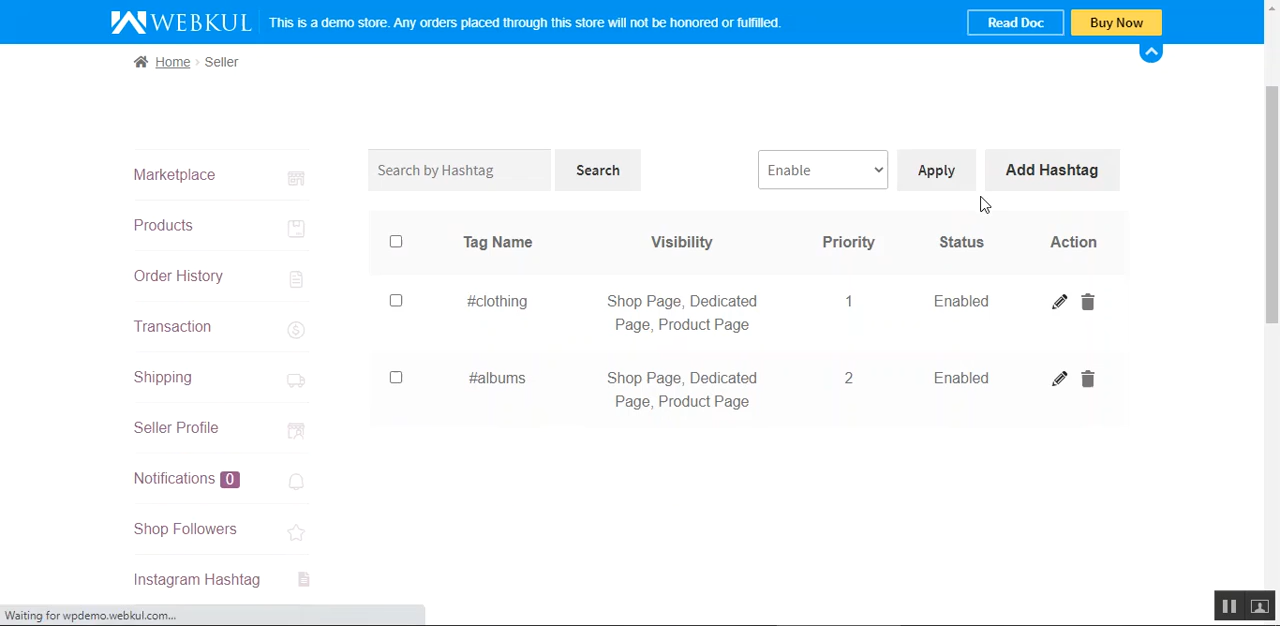 WEBKUL This is a demo store. Any orders placed through this store will not be honored or fulfilled. Read Doc Buy Now
Home › Seller
Marketplace
Products
Order History
Transaction
Shipping
Seller Profile
Notifications 0
Shop Followers
Instagram Hashtag
Search by Hashtag Search Enable Apply Add Hashtag
Tag Name Visibility Priority Status Action
#clothing Shop Page, Dedicated 1 Enabled
Page, Product Page
#albums Shop Page, Dedicated 2 Enabled
Page, Product Page
Waiting for wpdemo.webkul.com...